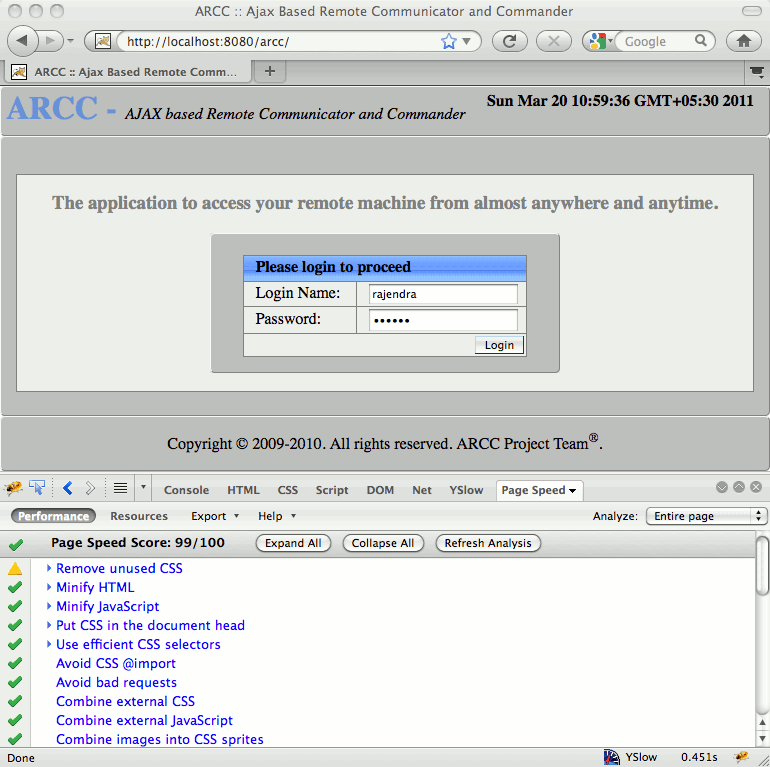 ARCC :: Ajax Based Remote Communicator and Commander
http://localhost:8080/arcc/
Google
ARCC :: Ajax Based Remote Comm...
ARCC - AJAX based Remote Communicator and Commander
Sun Mar 20 10:59:36 GMT+05:30 2011
The application to access your remote machine from almost anywhere and anytime.
Please login to proceed
Login Name: rajendra
Password: ••••••
Login
Copyright © 2009-2010. All rights reserved. ARCC Project Team®.
Console HTML CSS Script DOM Net YSlow Page Speed
Performance Resources Export Help Analyze: Entire page
Page Speed Score: 99/100 Expand All Collapse All Refresh Analysis
Remove unused CSS
Minify HTML
Minify JavaScript
Put CSS in the document head
Use efficient CSS selectors
Avoid CSS @import
Avoid bad requests
Combine external CSS
Combine external JavaScript
Combine images into CSS sprites
Done YSlow 0.451s